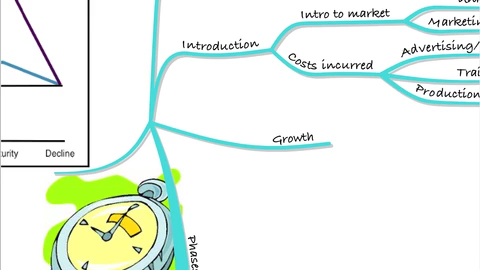 Intro to market
Marketin
Introduction
Costs incurred
Advertising/
Trai
Production
Growth
urity
Decline
Phase